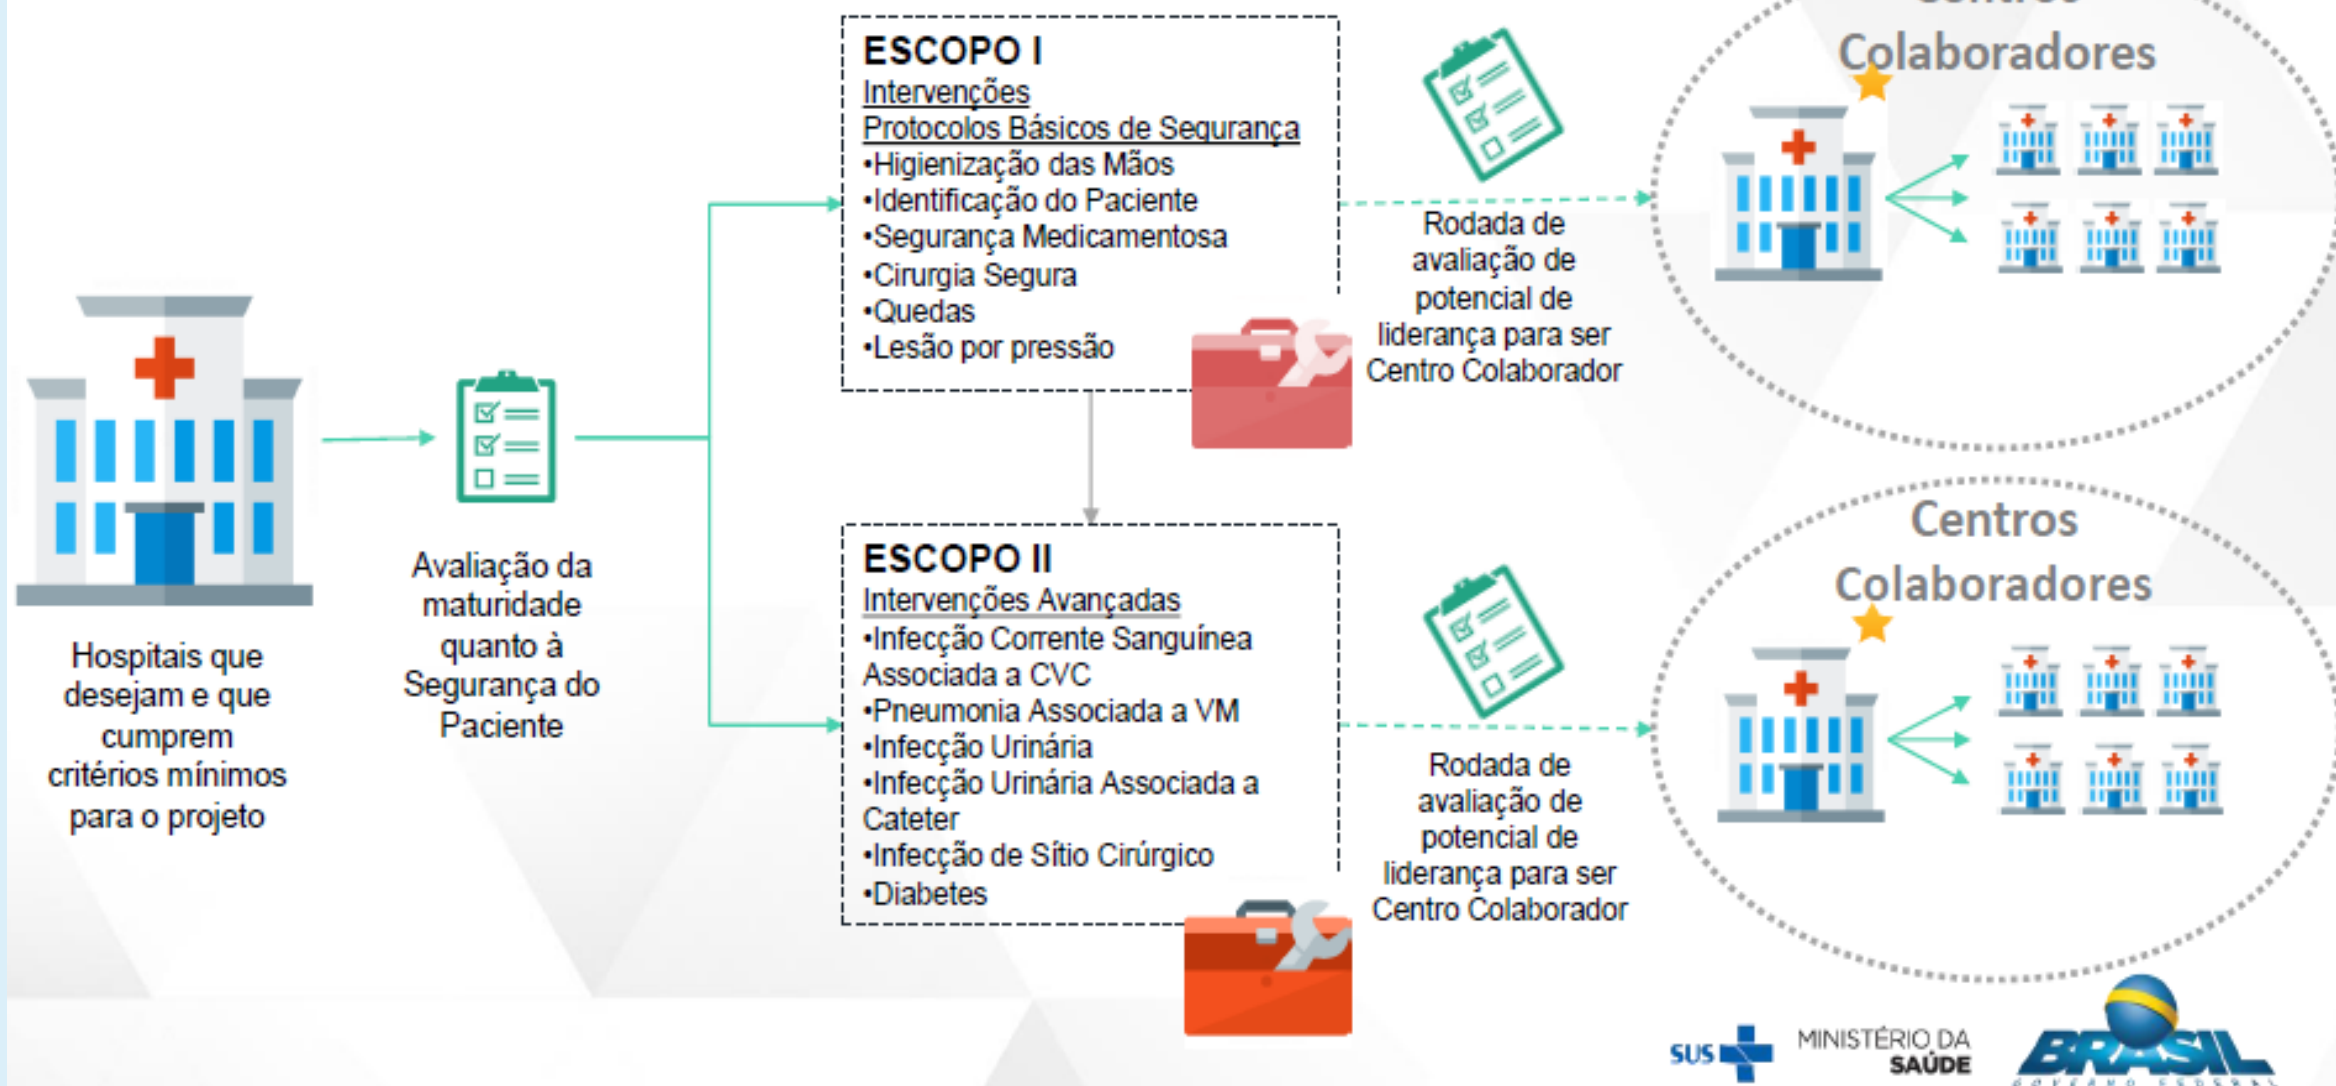 Hospitais que
desejam e que
cumprem
critérios mínimos
para o projeto
Avaliação da
maturidade
quanto à
Segurança do
Paciente
ESCOPO I
Intervenções
Protocolos Básicos de Segurança
•Higienização das Mãos
•Identificação do Paciente
•Segurança Medicamentosa
•Cirurgia Segura
•Quedas
•Lesão por pressão
Rodada de
avaliação de
potencial de
liderança para ser
Centro Colaborador
Centros
Colaboradores
ESCOPO II
Intervenções Avançadas
•Infecção Corrente Sanguínea
Associada a CVC
•Pneumonia Associada a VM
•Infecção Urinária
•Infecção Urinária Associada a
Cateter
•Infecção de Sítio Cirúrgico
•Diabetes
Rodada de
avaliação de
potencial de
liderança para ser
Centro Colaborador
Centros
Colaboradores
SUS
MINISTÉRIO DA
SAÚDE
BRASIL
GOVERNO FEDERAL